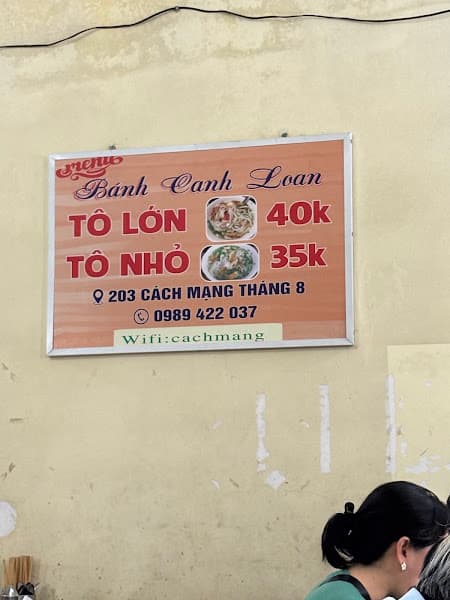 menu
Bánh Canh Loan
TÔ LỚN 40k
TÔ NHỎ 35k
203 CÁCH MẠNG THÁNG 8
0989 422 037
Wifi:cachmang